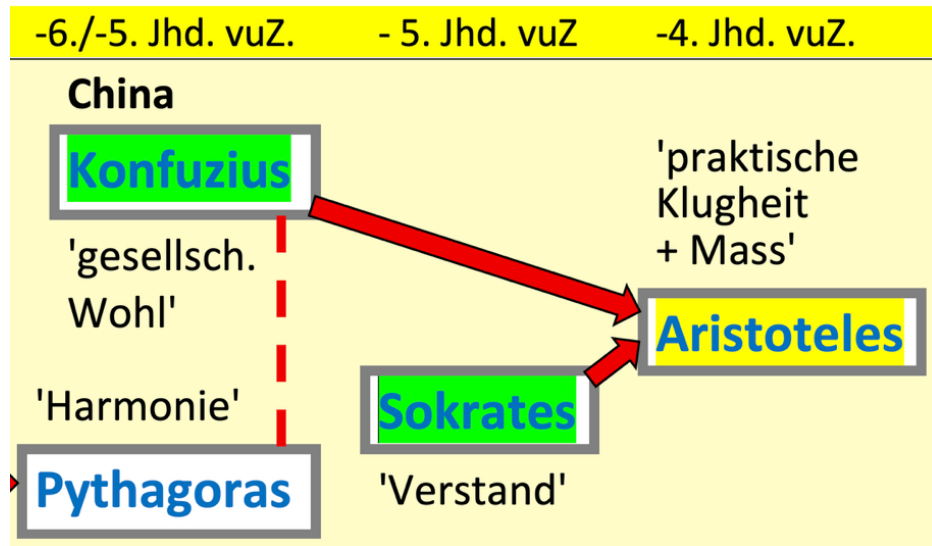 -6./-5. Jhd. vuZ.
- 5. Jhd. vuZ
-4. Jhd. vuZ.
China
Konfuzius
'gesellsch.
Wohl'
'Harmonie'
Pythagoras
Sokrates
'Verstand'
'praktische
Klugheit
+ Mass'
Aristoteles